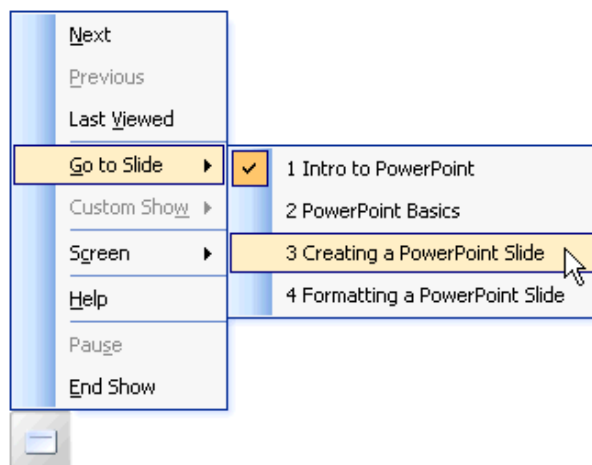 Next
Previous
Last Viewed
Go to Slide
Custom Show
Screen
Help
Pause
End Show
1 Intro to PowerPoint
2 PowerPoint Basics
3 Creating a PowerPoint Slide
4 Formatting a PowerPoint Slide